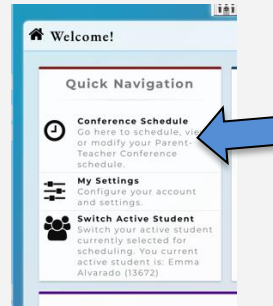 Welcome!
Quick Navigation
Conference Schedule
Go here to schedule,
or modify your Parent-
Teacher Conference
schedule.
My Settings
Configure your account
and settings.
Switch Active Student
Switch your active student
currently selected for
scheduling. You current
active student is: Emma
Alvarado (13672)